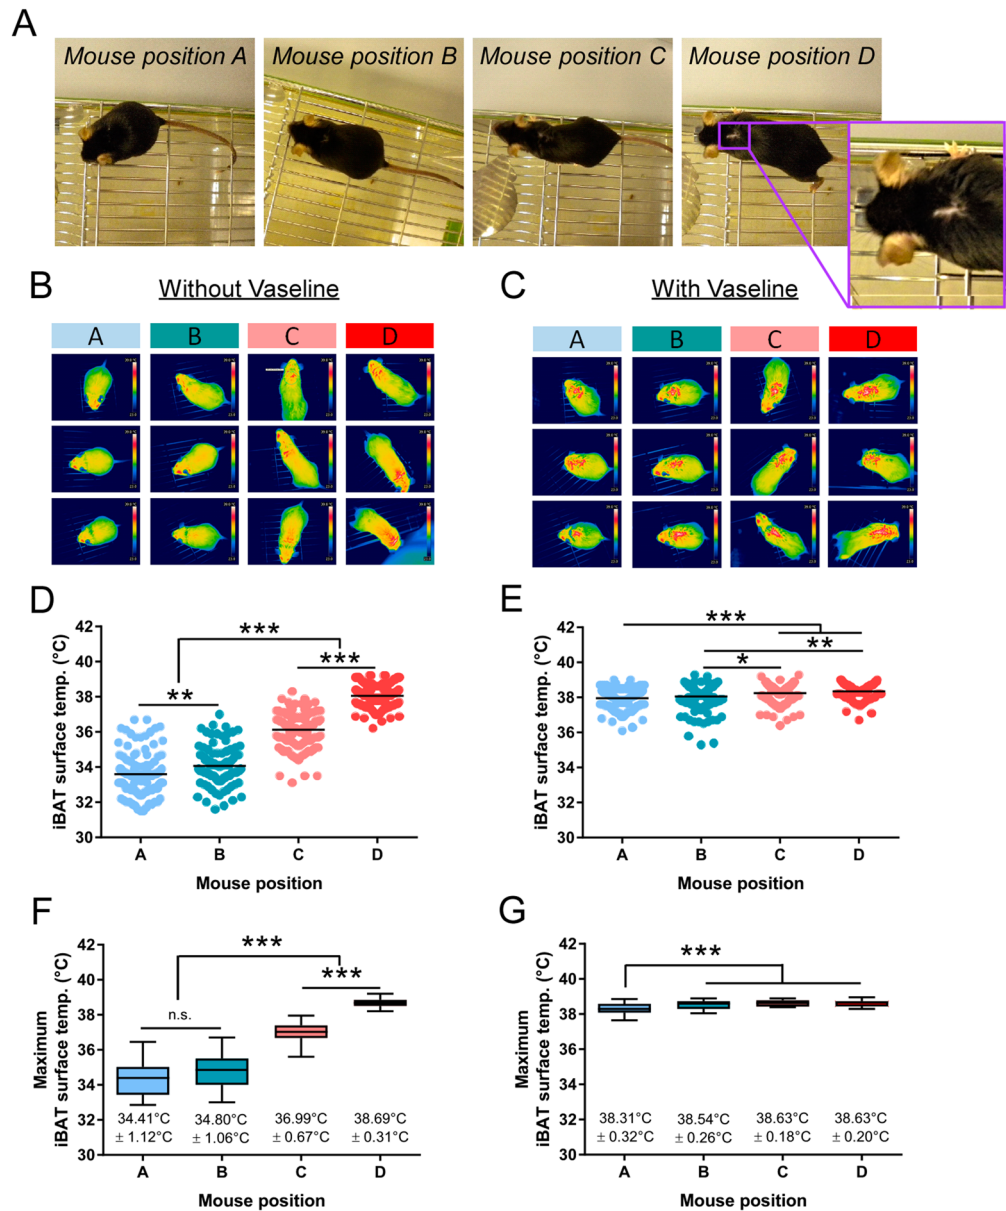 A
Mouse position A
Mouse position B
Mouse position C
Mouse position D
B
Without Vaseline
A
B
C
D
C
With Vaseline
A
B
C
D
D
iBAT surface temp. (°C)
42
40
38
36
34
32
30
***
**
***
A
B
C
D
Mouse position
E
iBAT surface temp. (°C)
42
40
38
36
34
32
30
***
**
*
A
B
C
D
Mouse position
F
Maximum
iBAT surface temp. (°C)
42
40
38
36
34
32
30
***
***
n.s.
34.41°C
± 1.12°C
34.80°C
± 1.06°C
36.99°C
± 0.67°C
38.69°C
± 0.31°C
A
B
C
D
Mouse position
G
Maximum
iBAT surface temp. (°C)
42
40
38
36
34
32
30
***
38.31°C
± 0.32°C
38.54°C
± 0.26°C
38.63°C
± 0.18°C
38.63°C
± 0.20°C
A
B
C
D
Mouse position